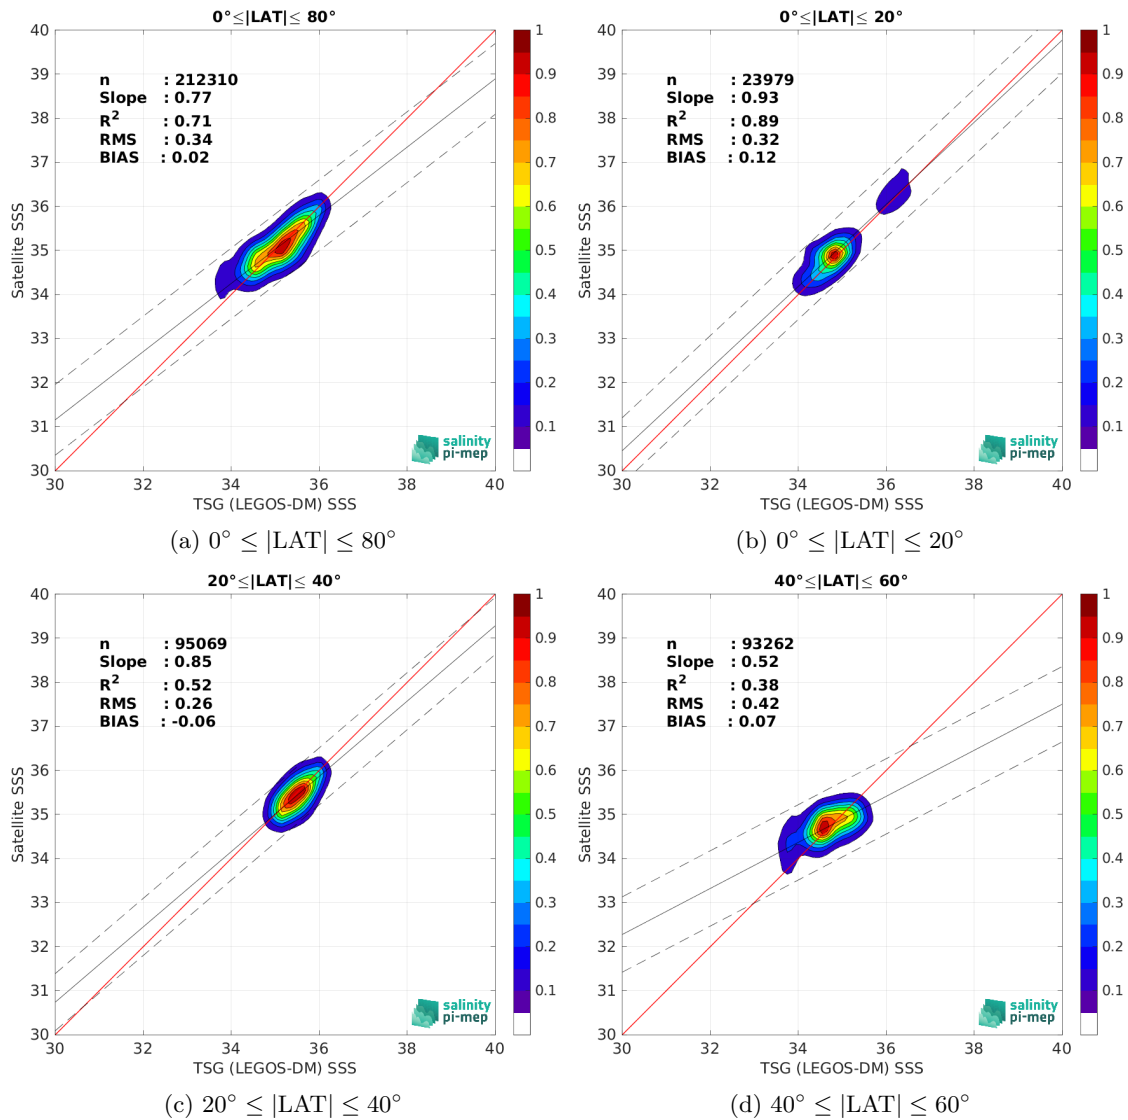 0°≤|LAT|≤ 80°
n : 212310
Slope : 0.77
R² : 0.71
RMS : 0.34
BIAS : 0.02
40
39
38
37
36
35
34
33
32
31
30
Satellite SSS
30 32 34 36 38 40
TSG (LEGOS-DM) SSS
1
0.9
0.8
0.7
0.6
0.5
0.4
0.3
0.2
0.1
salinity
pi-mep
(a) 0° ≤ |LAT| ≤ 80°
0°≤|LAT|≤ 20°
n : 23979
Slope : 0.93
R² : 0.89
RMS : 0.32
BIAS : 0.12
40
39
38
37
36
35
34
33
32
31
30
Satellite SSS
30 32 34 36 38 40
TSG (LEGOS-DM) SSS
1
0.9
0.8
0.7
0.6
0.5
0.4
0.3
0.2
0.1
salinity
pi-mep
(b) 0° ≤ |LAT| ≤ 20°
20°≤|LAT|≤ 40°
n : 95069
Slope : 0.85
R² : 0.52
RMS : 0.26
BIAS : -0.06
40
39
38
37
36
35
34
33
32
31
30
Satellite SSS
30 32 34 36 38 40
TSG (LEGOS-DM) SSS
1
0.9
0.8
0.7
0.6
0.5
0.4
0.3
0.2
0.1
salinity
pi-mep
(c) 20° ≤ |LAT| ≤ 40°
40°≤|LAT|≤ 60°
n : 93262
Slope : 0.52
R² : 0.38
RMS : 0.42
BIAS : 0.07
40
39
38
37
36
35
34
33
32
31
30
Satellite SSS
30 32 34 36 38 40
TSG (LEGOS-DM) SSS
1
0.9
0.8
0.7
0.6
0.5
0.4
0.3
0.2
0.1
salinity
pi-mep
(d) 40° ≤ |LAT| ≤ 60°